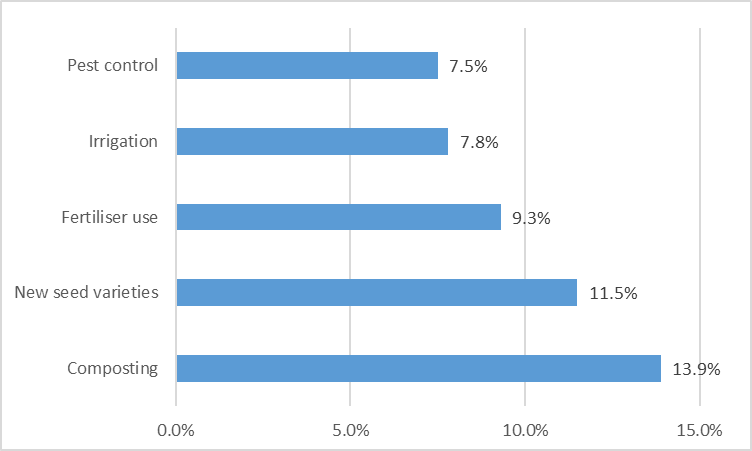 Pest control 7.5%
Irrigation 7.8%
Fertiliser use 9.3%
New seed varieties 11.5%
Composting 13.9%
0.0% 5.0% 10.0% 15.0%